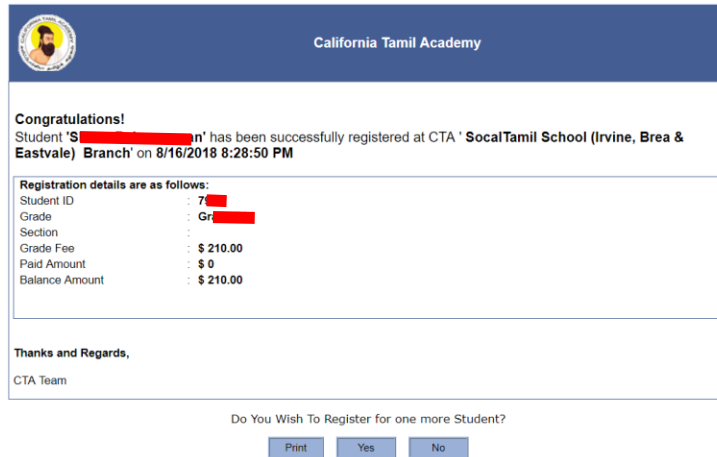 California Tamil Academy
Congratulations!
Student 'S n' has been successfully registered at CTA ' SocalTamil School (Irvine, Brea &
Eastvale) Branch' on 8/16/2018 8:28:50 PM
Registration details are as follows:
Student ID : 79
Grade : Gr
Section :
Grade Fee : $ 210.00
Paid Amount : $ 0
Balance Amount : $ 210.00
Thanks and Regards,
CTA Team
Do You Wish To Register for one more Student?
Print Yes No